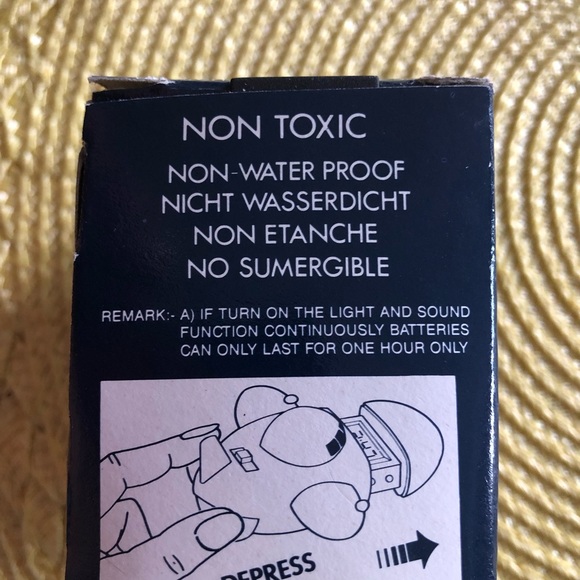 NON TOXIC
NON-WATER PROOF
NICHT WASSERDICHT
NON ETANCHE
NO SUMERGIBLE
REMARK:- A) IF TURN ON THE LIGHT AND SOUND
FUNCTION CONTINUOUSLY BATTERIES
CAN ONLY LAST FOR ONE HOUR ONLY
DEPRESS